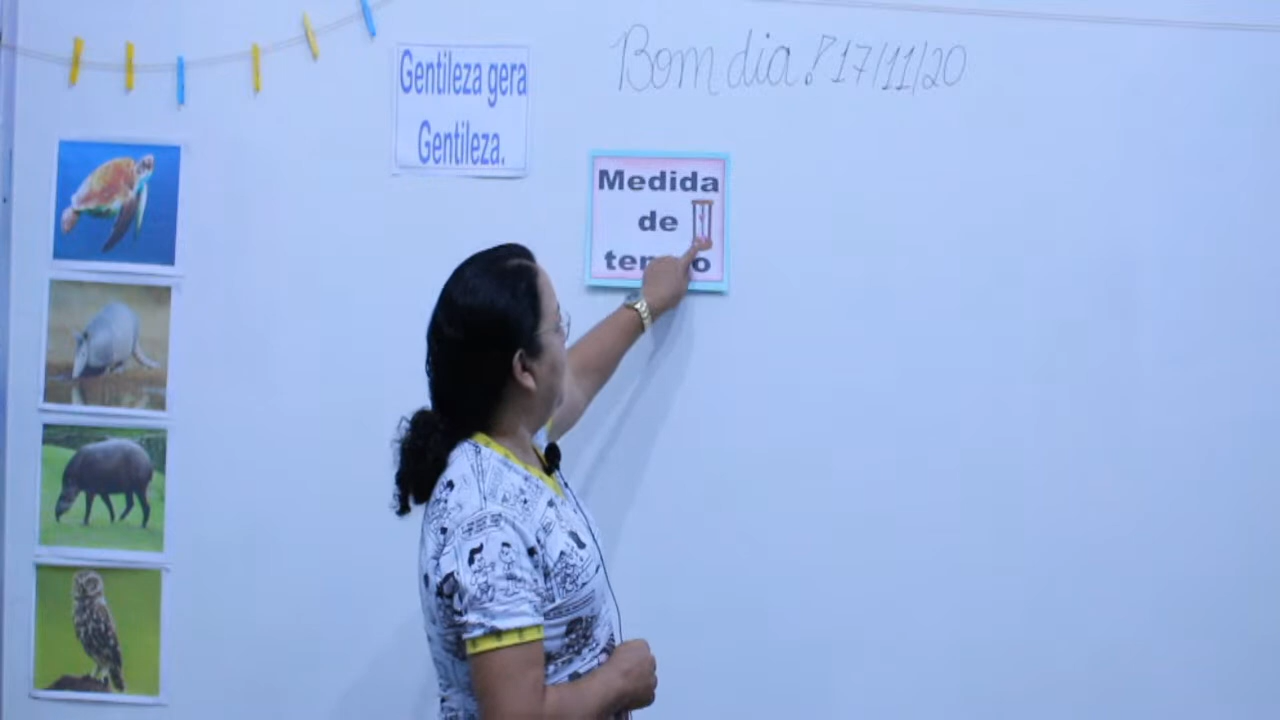 Bom dia! 17/11/20
Gentileza gera
Gentileza.
Medida
de
tempo